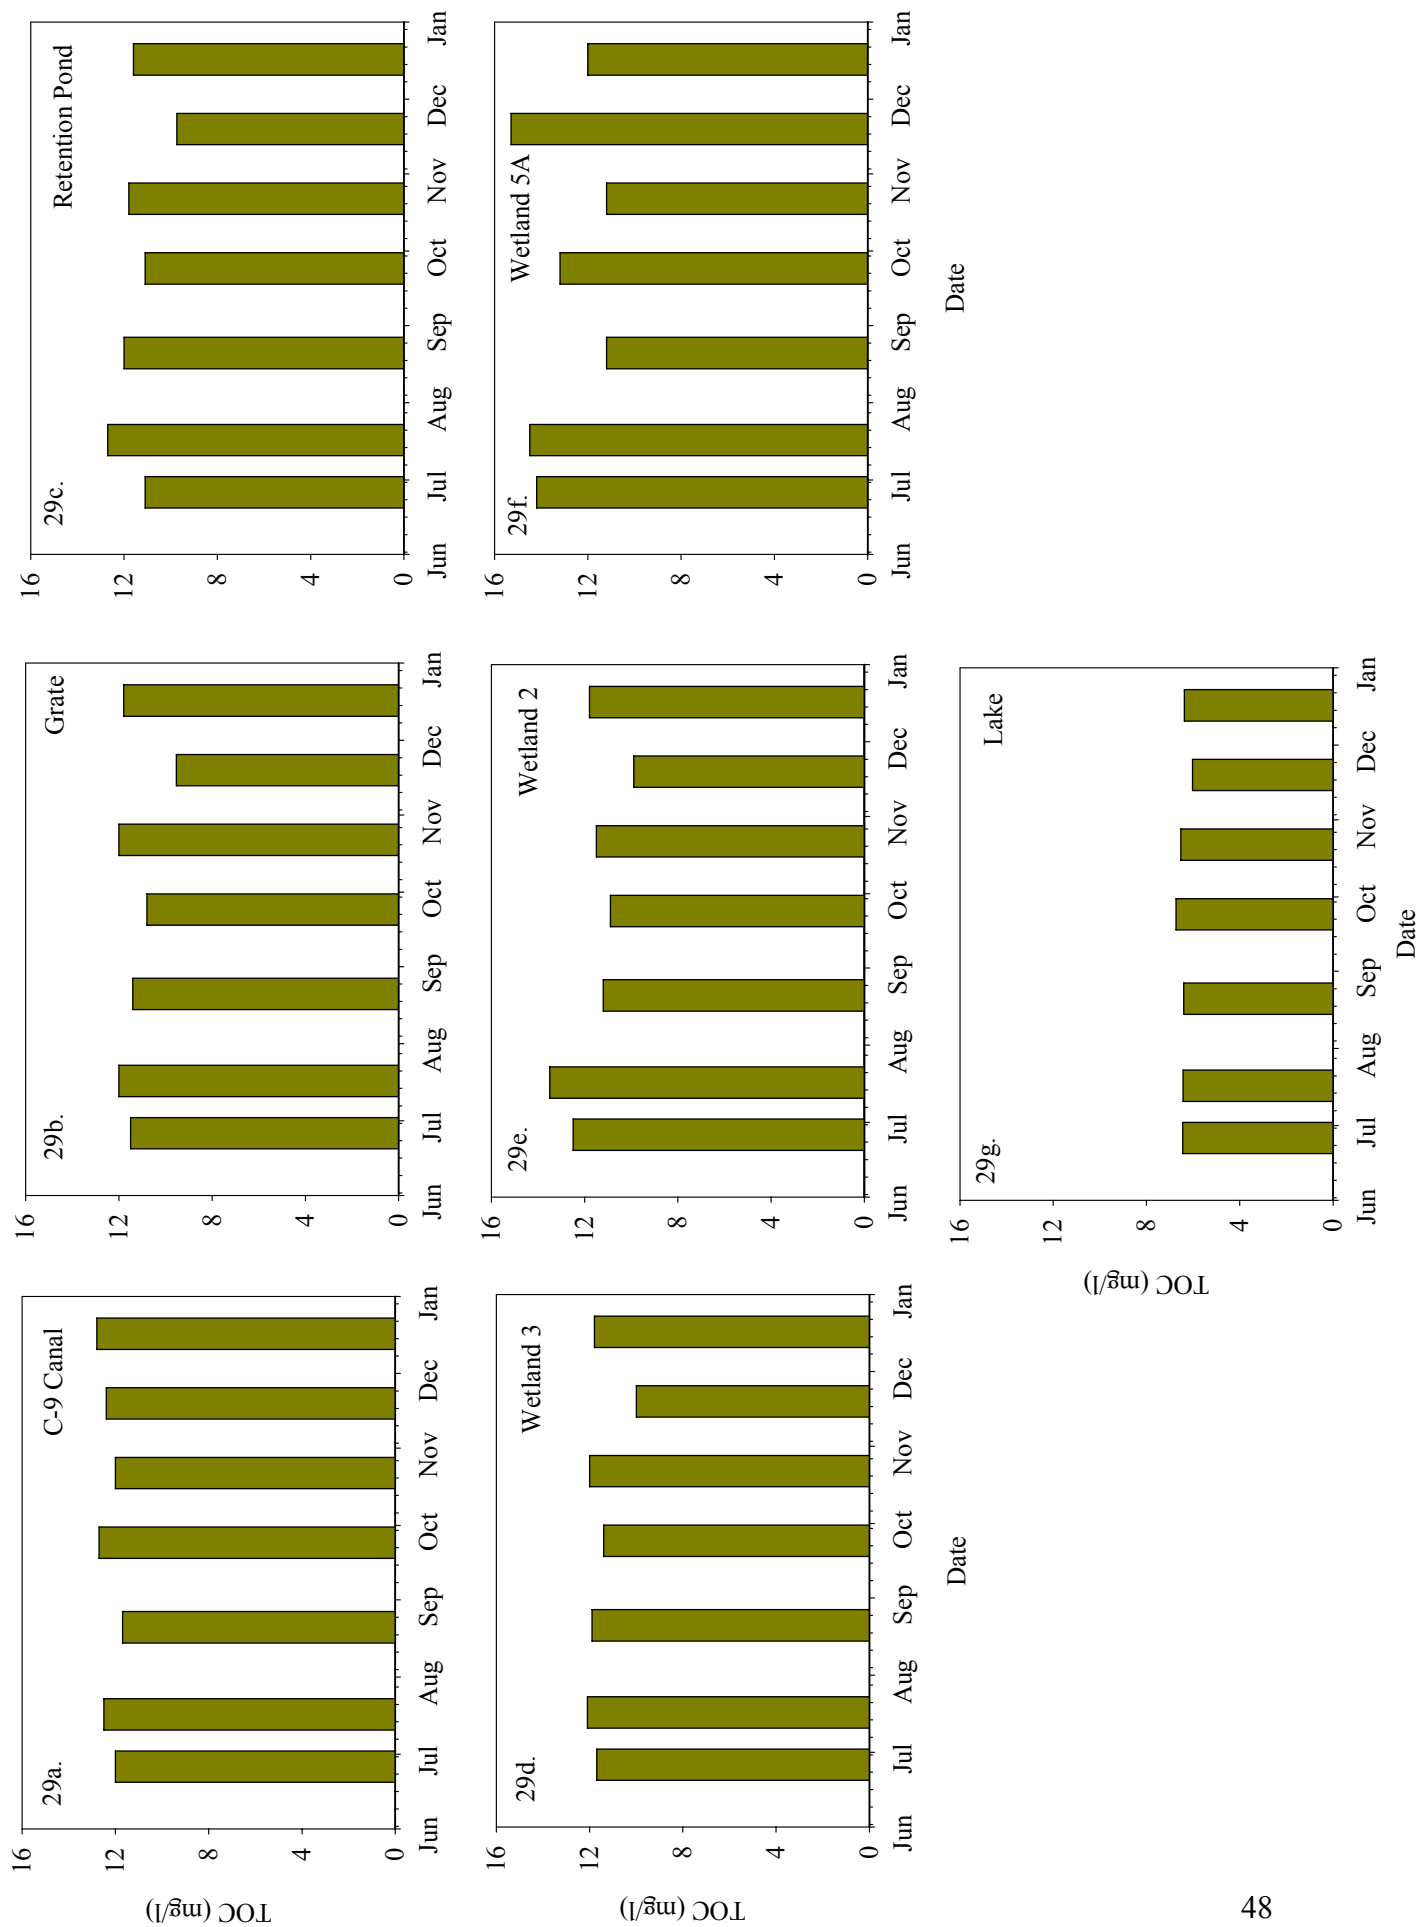 29a.
C-9 Canal
TOC (mg/l)
16
12
8
4
0
Jun Jul Aug Sep Oct Nov Dec Jan
29b.
Grate
16
12
8
4
0
Jun Jul Aug Sep Oct Nov Dec Jan
29c.
Retention Pond
16
12
8
4
0
Jun Jul Aug Sep Oct Nov Dec Jan
29d.
Wetland 3
TOC (mg/l)
16
12
8
4
0
Jun Jul Aug Sep Oct Nov Dec Jan
Date
29e.
Wetland 2
16
12
8
4
0
Jun Jul Aug Sep Oct Nov Dec Jan
29f.
Wetland 5A
16
12
8
4
0
Jun Jul Aug Sep Oct Nov Dec Jan
Date
29g.
Lake
TOC (mg/l)
16
12
8
4
0
Jun Jul Aug Sep Oct Nov Dec Jan
Date
48